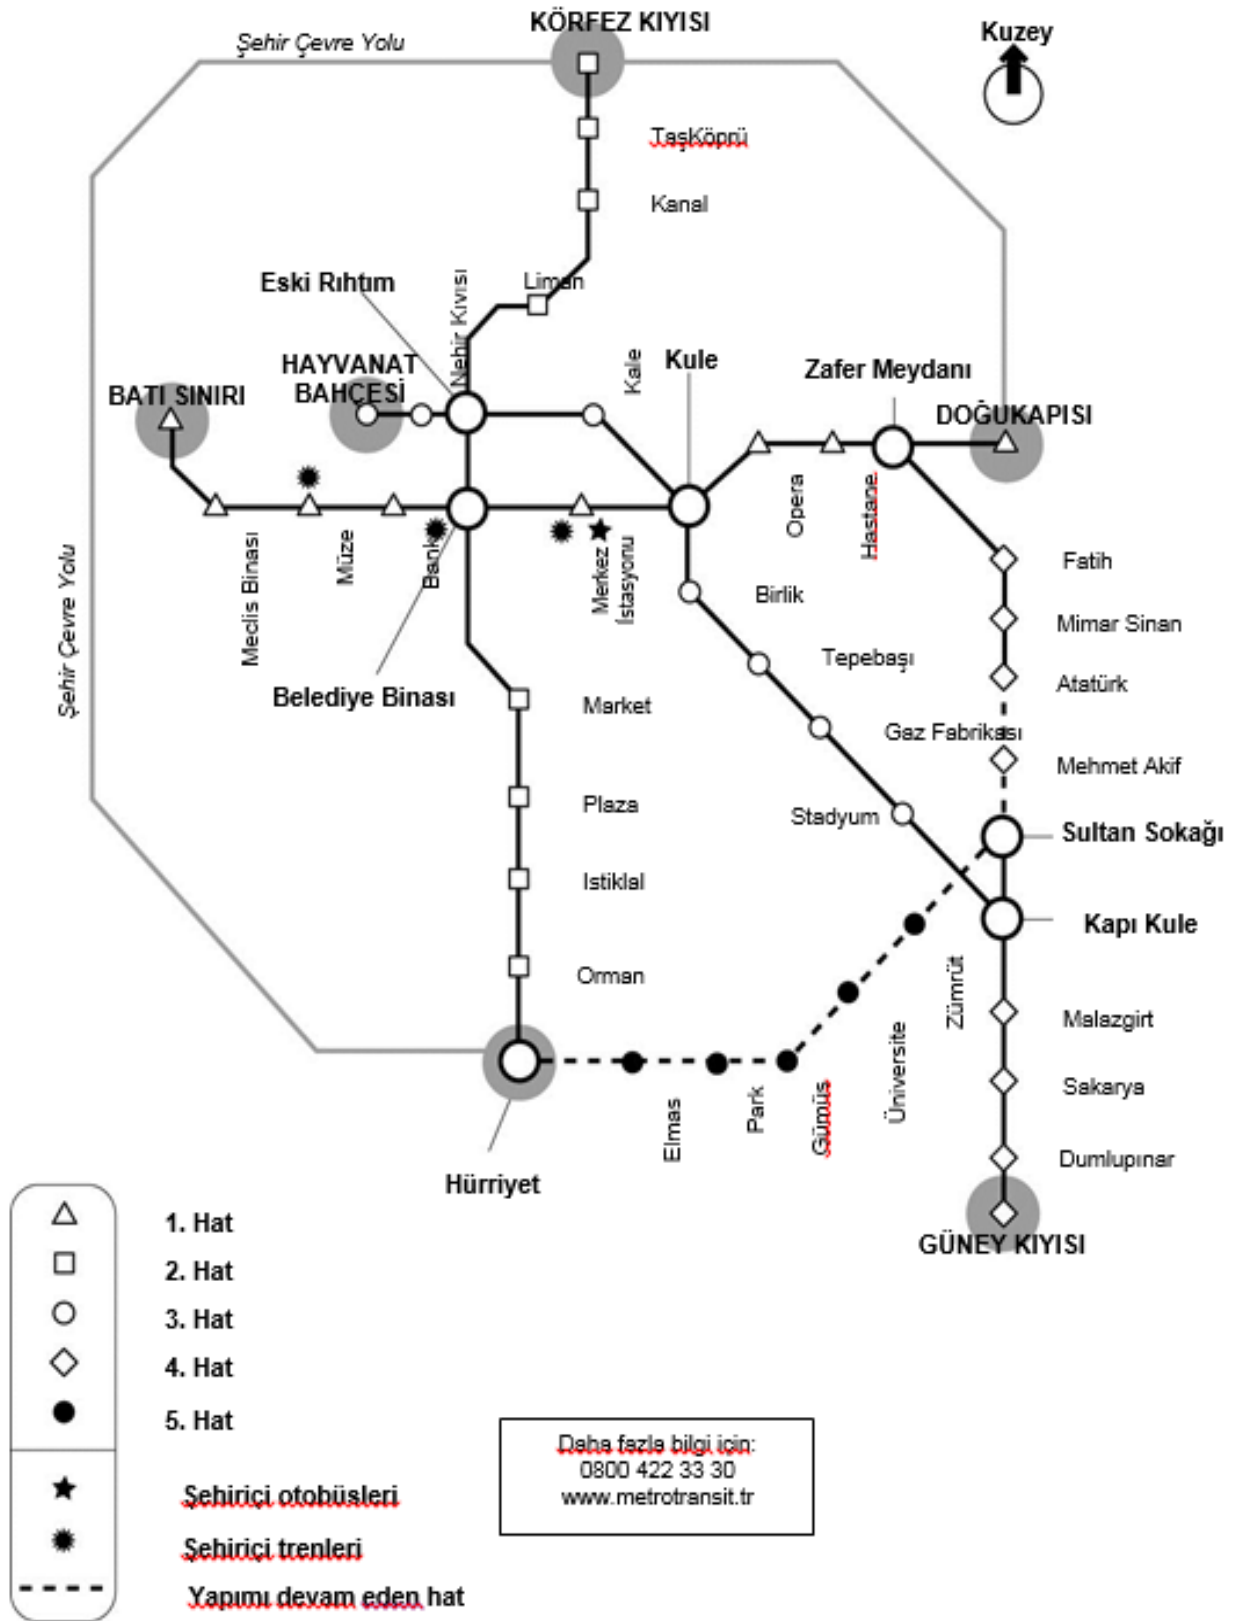 KÖRFEZ KIYISI
Kuzey
Şehir Çevre Yolu
TaşKöprü
Kanal
Eski Rıhtım
Nehir Kıvısı
Liman
HAYVANAT
BAHÇESİ
Kale
Kule
Zafer Meydanı
BATI SINIRI
DOĞUKAPISI
Meclis Binası
Müze
Bank
Merkez
İstasyonu
Opera
Hastane
Fatih
Birlik
Mimar Sinan
Tepebaşı
Atatürk
Şehir Çevre Yolu
Belediye Binası
Market
Gaz Fabrikası
Mehmet Akif
Plaza
Stadyum
Sultan Sokağı
Istiklal
Kapı Kule
Orman
Zümrüt
Malazgirt
Üniversite
Sakarya
Elmas
Park
Gümüş
Dumlupınar
Hürriyet
GÜNEY KIYISI
1. Hat
2. Hat
3. Hat
4. Hat
5. Hat
Şehiriçi otobüsleri
Şehiriçi trenleri
Yapımı devam eden hat
Daha fazla bilgi için:
0800 422 33 30
www.metrotransit.tr